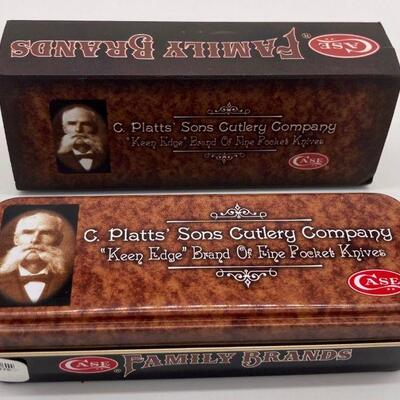 CASE FAMILY BRANDS®
C. Platts' Sons Cutlery Company
"Keen Edge" Brand Of Fine Pocket Knives
CASE
C. Platts' Sons Cutlery Company
"Keen Edge" Brand Of Fine Pocket Knives
CASE
CASE® FAMILY BRANDS